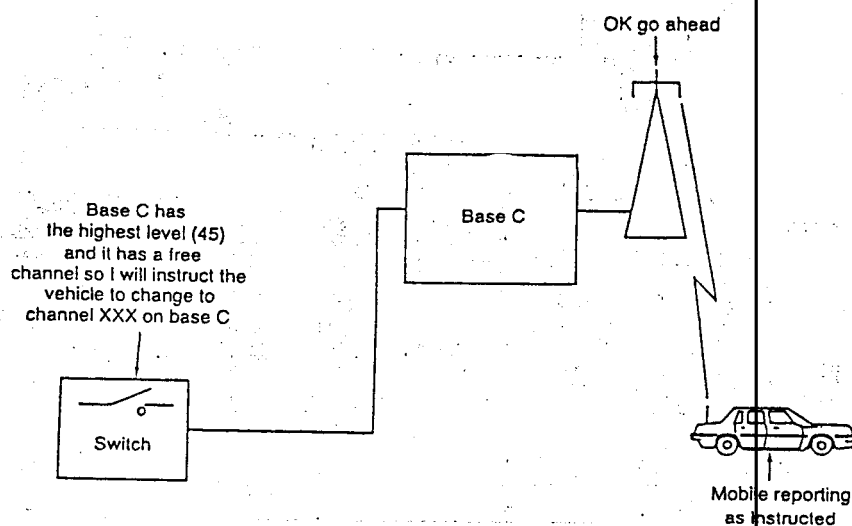 OK go ahead
Base C
Base C has
the highest level (45)
and it has a free
channel so I will instruct the
vehicle to change to
channel XXX on base C
Switch
Mobile reporting
as instructed